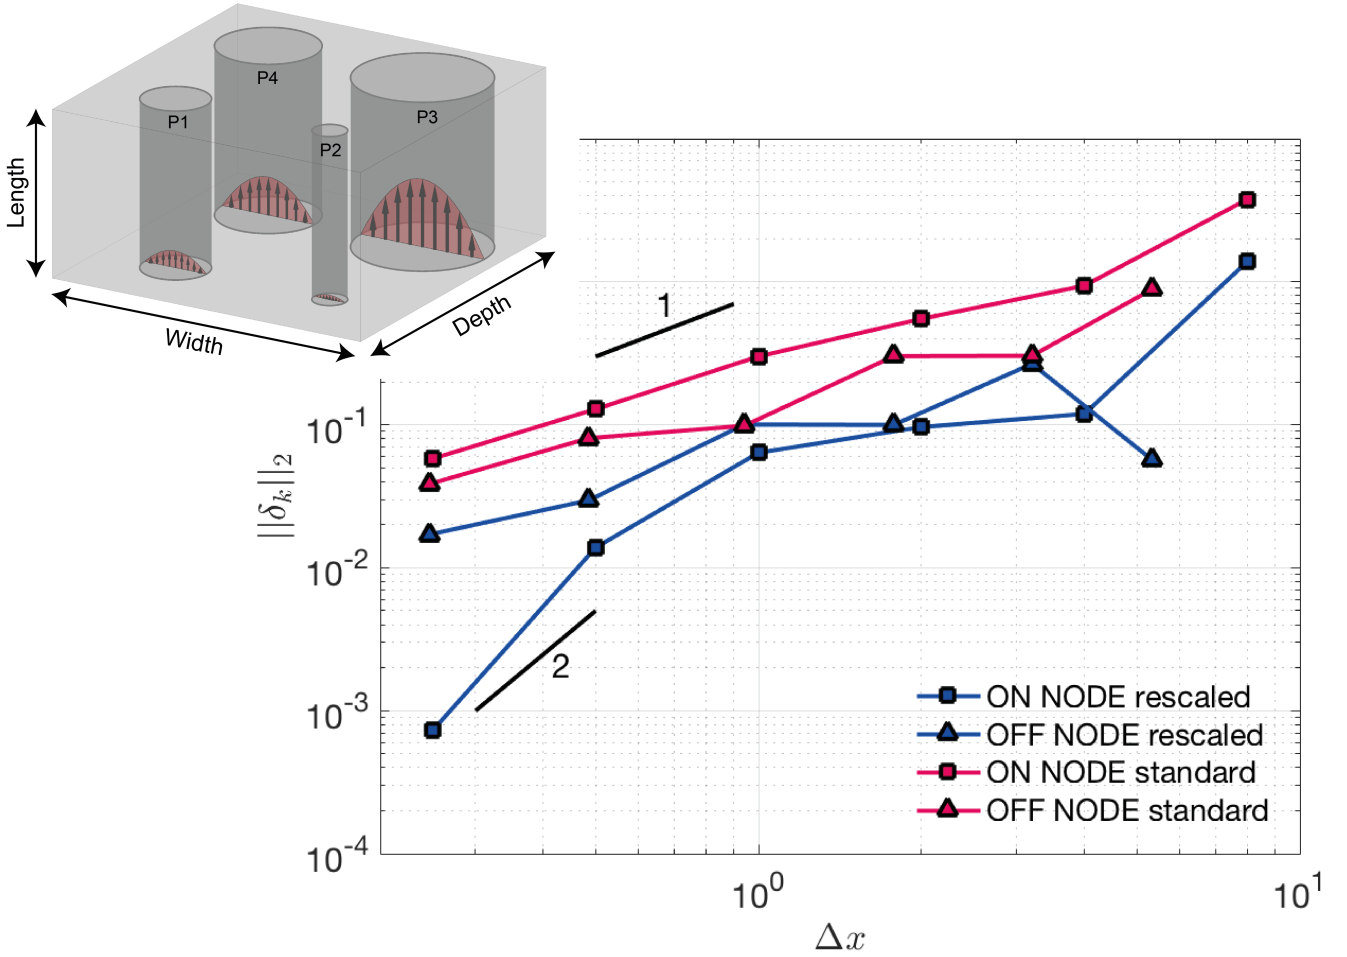 P4
P1
P3
P2
Length
Width
Depth
1
10^-1
10^-2
10^-3
10^-4
2
||δ_k||_2
ON NODE rescaled
OFF NODE rescaled
ON NODE standard
OFF NODE standard
10^0
10^1
Δx